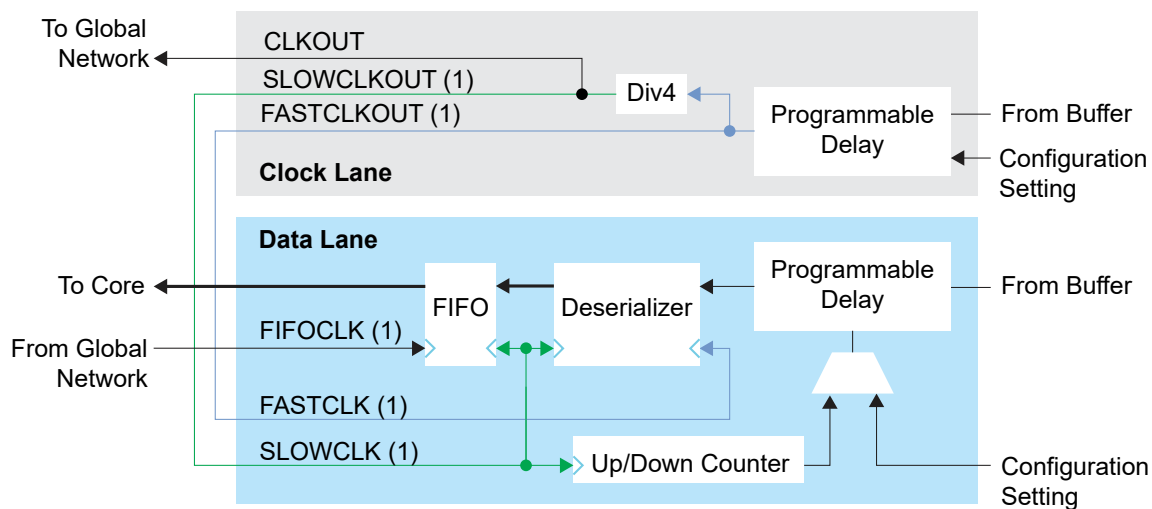 To Global
Network
CLKOUT
SLOWCLKOUT (1)
FASTCLKOUT (1)
Div4
Programmable
Delay
From Buffer
Configuration
Setting
Clock Lane
Data Lane
To Core
FIFO
Deserializer
Programmable
Delay
From Buffer
FIFOCLK (1)
From Global
Network
FASTCLK (1)
SLOWCLK (1)
Up/Down Counter
Configuration
Setting